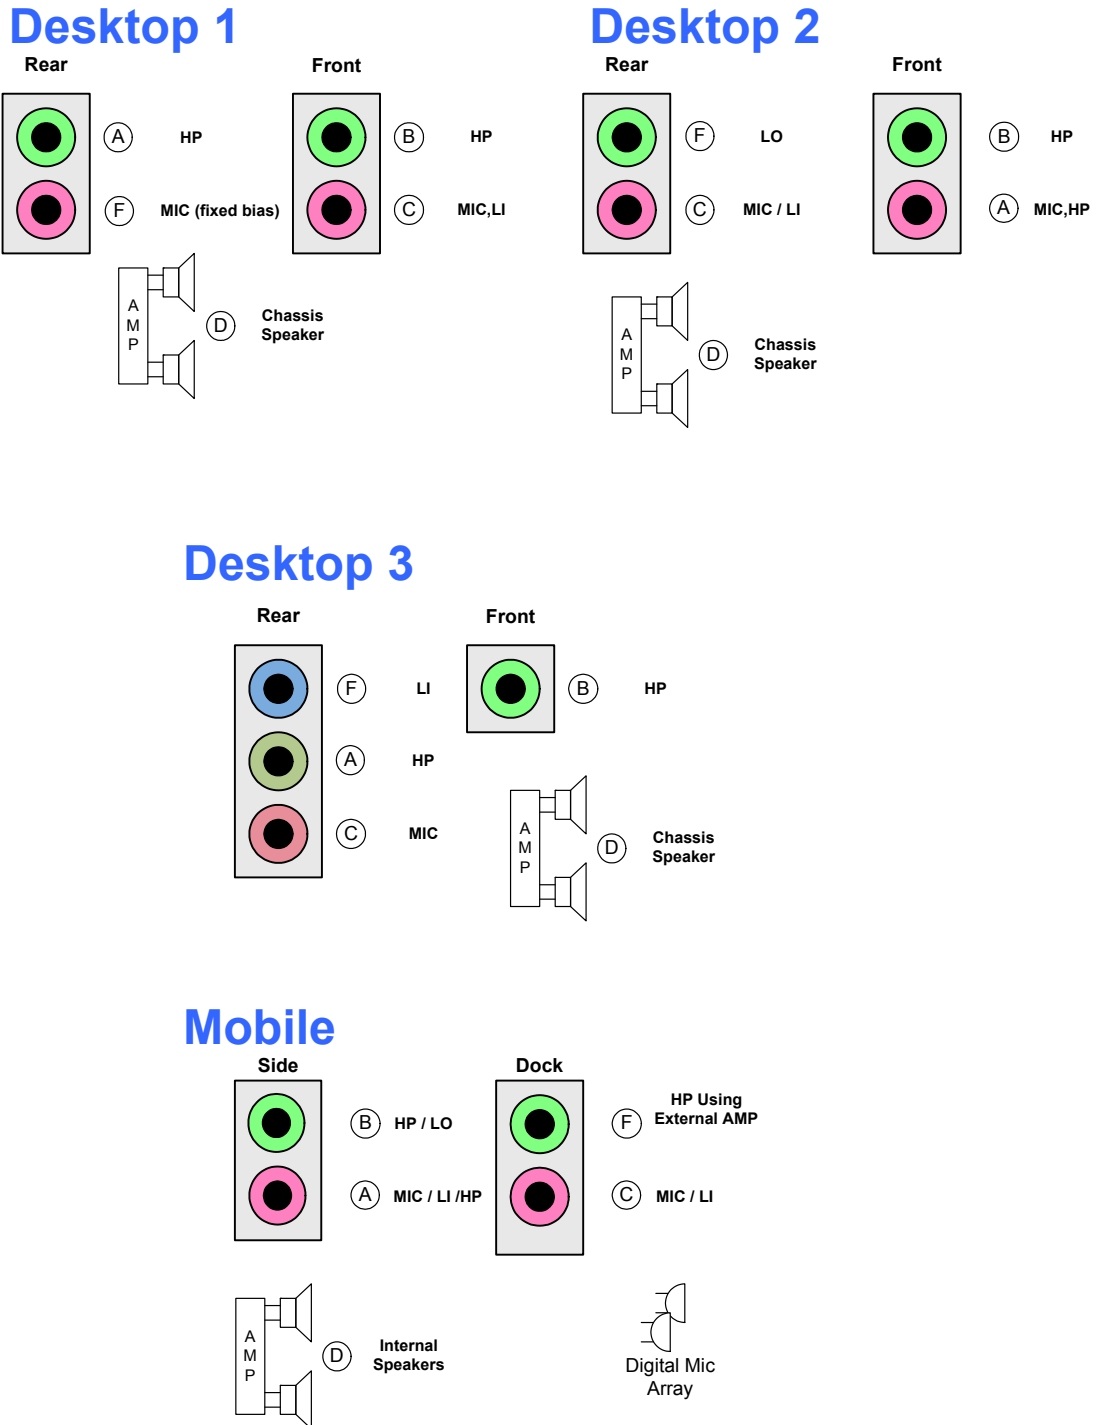 Desktop 1
Rear
Front
A
HP
B
HP
F
MIC (fixed bias)
C
MIC,LI
A
M
P
D
Chassis
Speaker
Desktop 2
Rear
Front
F
LO
B
HP
C
MIC / LI
A
MIC,HP
A
M
P
D
Chassis
Speaker
Desktop 3
Rear
Front
F
LI
B
HP
A
HP
C
MIC
A
M
P
D
Chassis
Speaker
Mobile
Side
Dock
B
HP / LO
F
HP Using
External AMP
A
MIC / LI /HP
C
MIC / LI
A
M
P
D
Internal
Speakers
Digital Mic
Array